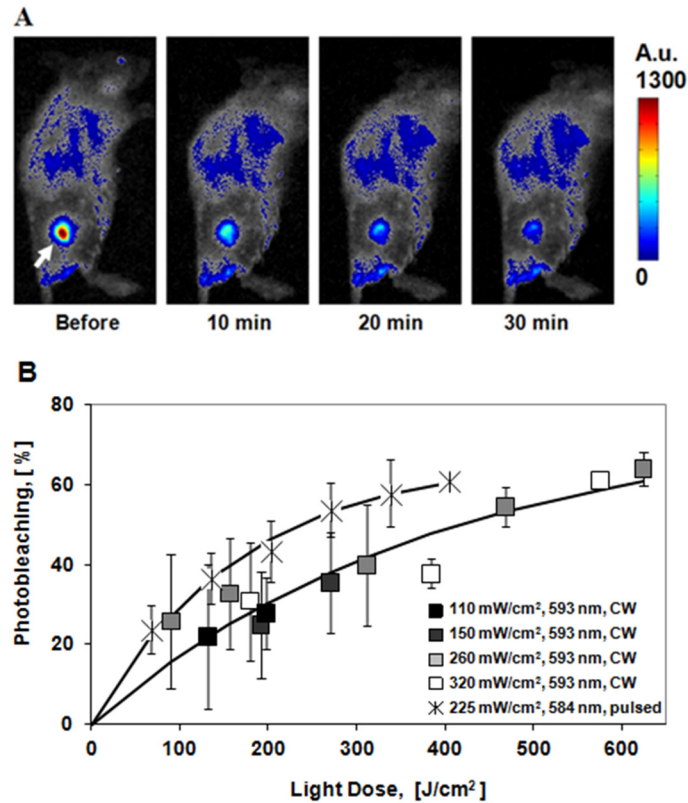 A
A.u.
1300
0
Before 10 min 20 min 30 min
B
80
60
40
20
0
Photobleaching, [%]
110 mW/cm², 593 nm, CW
150 mW/cm², 593 nm, CW
260 mW/cm², 593 nm, CW
320 mW/cm², 593 nm, CW
225 mW/cm², 584 nm, pulsed
0 100 200 300 400 500 600
Light Dose, [J/cm²]